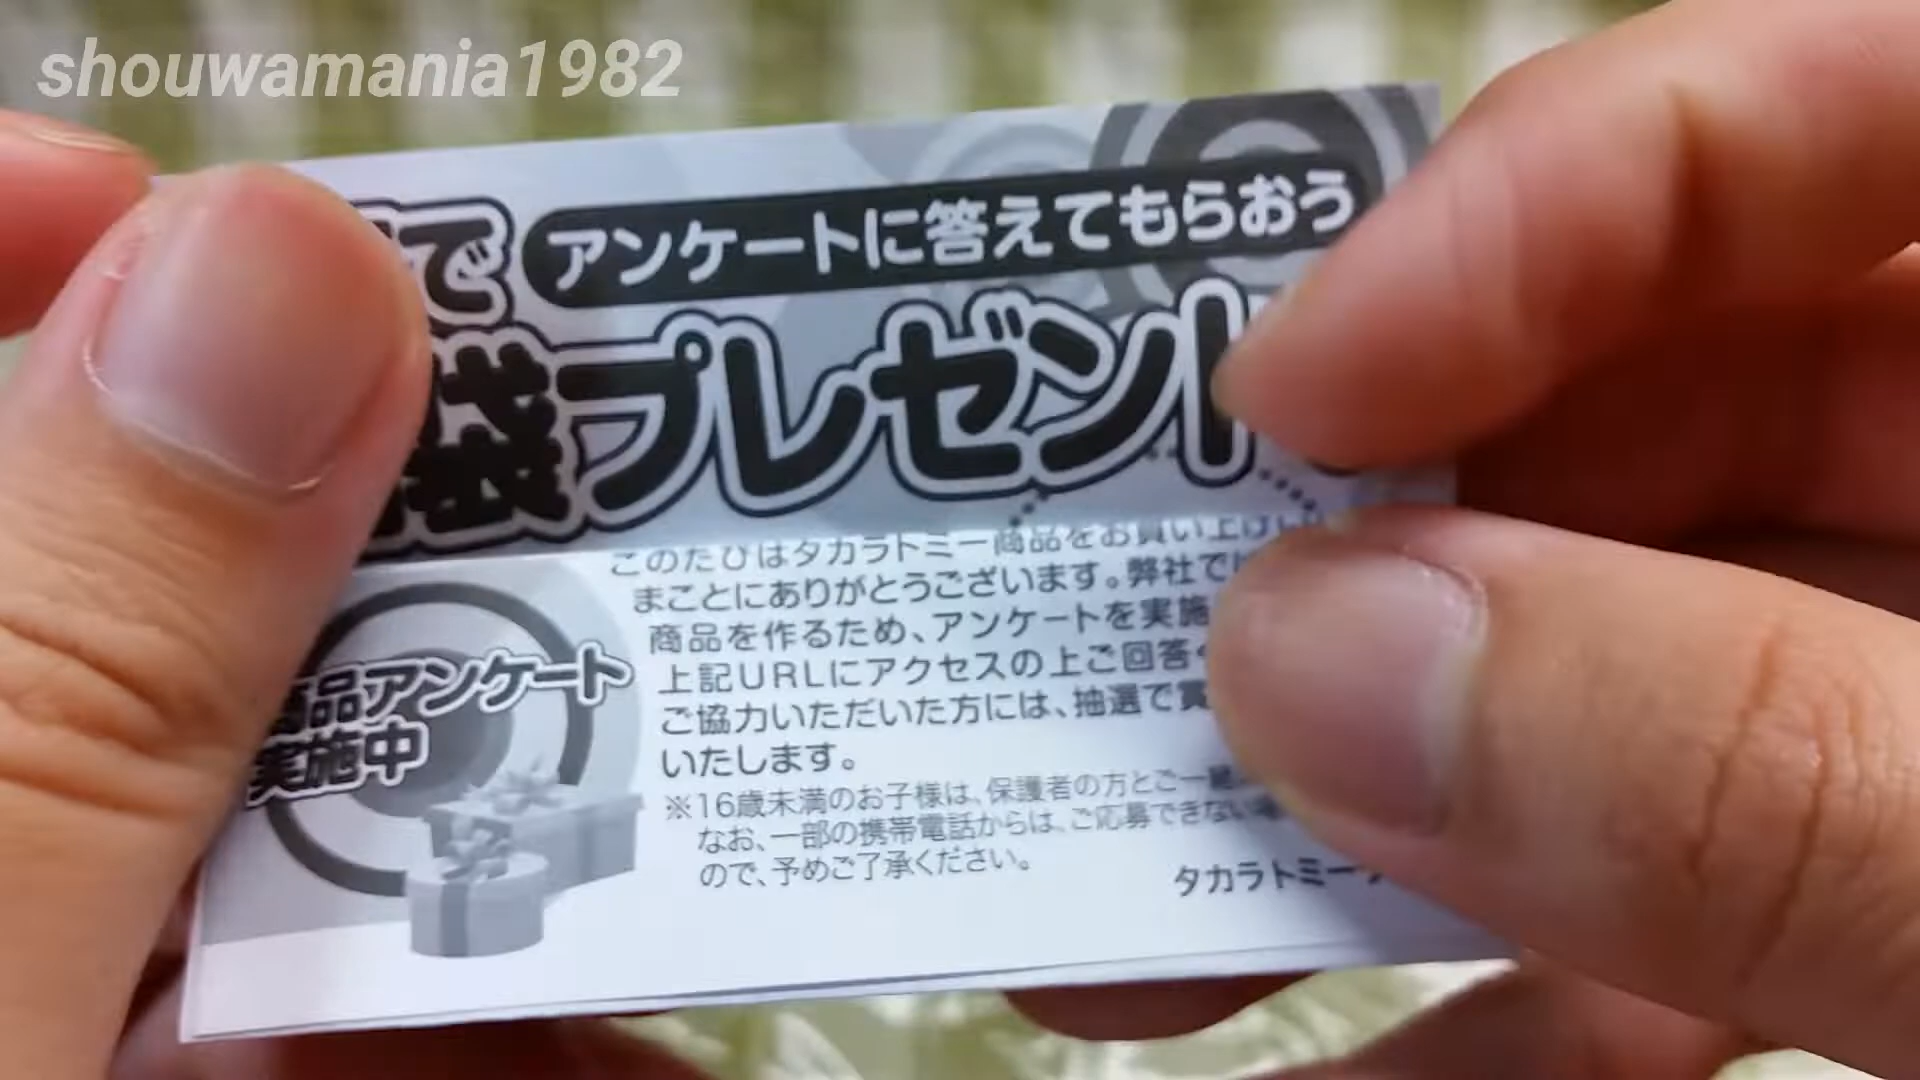 shouwamania1982
で
アンケートに答えてもらおう
袋プレゼント
このたびはタカラトミー商品をお買い上げい
まことにありがとうございます。弊社では
商品を作るため、アンケートを実施
上記URLにアクセスの上ご回答
ご協力いただいた方には、抽選で賞
いたします。
※16歳未満のお子様は、保護者の方とご一緒
なお、一部の携帯電話からは、ご応募できない場
ので、予めご了承ください。
タカラトミー
商品アンケート
実施中